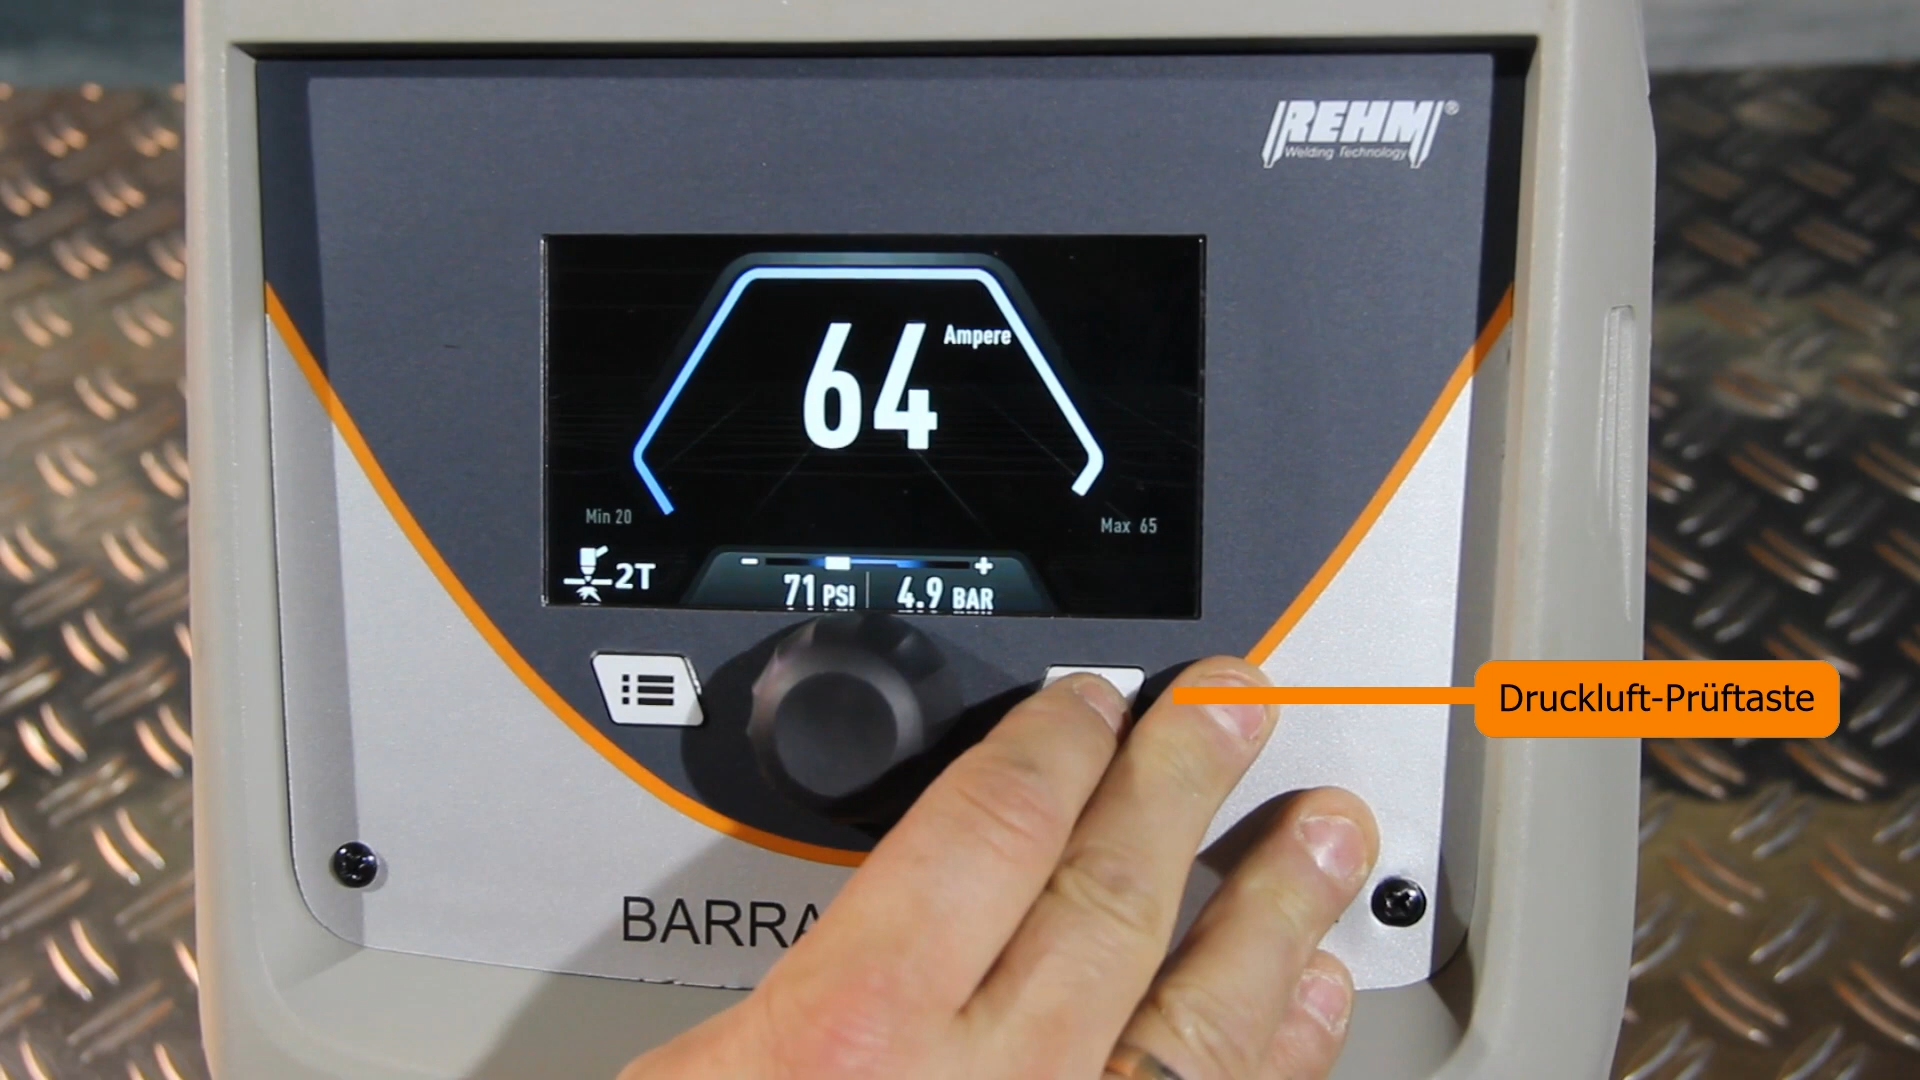 REHM®
Welding Technology
64 Ampere
Min 20
Max 65
2T
71 PSI | 4.9 BAR
Druckluft-Prüftaste
BARRA